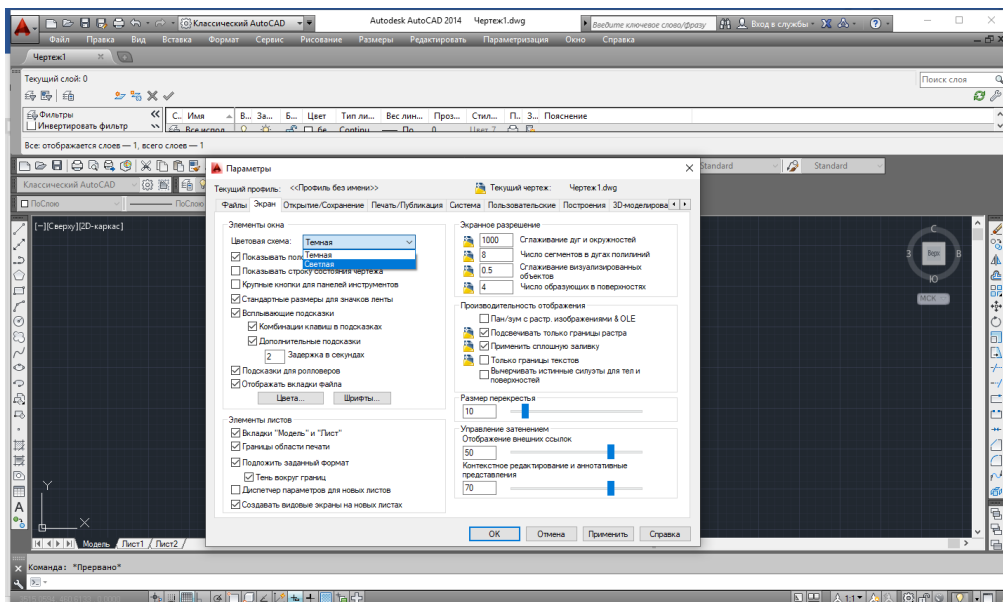 Классический AutoCAD
Autodesk AutoCAD 2014 Чертеж1.dwg
Введите ключевое слово/фразу
Вход в службы
Файл Правка Вид Вставка Формат Сервис Рисование Размеры Редактировать Параметризация Окно Справка
Чертеж1
Текущий слой: 0
Поиск слоя
Фильтры
С.. Имя В... За... Б... Цвет Тип ли... Вес лин... Проз... Стил... П.. З... Пояснение
Инвертировать фильтр
Все: отображается слоев — 1, всего слоев — 1
Параметры
Standard Standard
Классический AutoCAD
Текущий профиль: <<Профиль без имени>> Текущий чертеж: Чертеж1.dwg
ПоСлою ПоСлою
Файлы Экран Открытие/Сохранение Печать/Публикация Система Пользовательские Построения 3D-моделирова
[−][Сверху][2D-каркас]
Элементы окна
Цветовая схема: Темная
Темная
Светлая
Показывать строку состояния чертежа
Крупные кнопки для панелей инструментов
Стандартные размеры для значков ленты
Всплывающие подсказки
Комбинации клавиш в подсказках
Дополнительные подсказки
2 Задержка в секундах
Подсказки для ролловеров
Отображать вкладки файла
Цвета... Шрифты...
Элементы листов
Вкладки "Модель" и "Лист"
Границы области печати
Подложить заданный формат
Тень вокруг границ
Диспетчер параметров для новых листов
Создавать видовые экраны на новых листах
Экранное разрешение
1000 Сглаживание дуг и окружностей
8 Число сегментов в дугах полилиний
0.5 Сглаживание визуализированных
объектов
4 Число образующих в поверхностях
Производительность отображения
Пан/зум с растр. изображениями & OLE
Подсвечивать только границы растра
Применить сплошную заливку
Только границы текстов
Вычерчивать истинные силуэты для тел и
поверхностей
Размер перекрестья
10
Управление затенением
Отображение внешних ссылок
50
Контекстное редактирование и аннотативные
представления
70
OK Отмена Применить Справка
С
З Верх В
Ю
МСК
Y
X
Модель Лист1 Лист2
Команда: *Прервано*
1:1